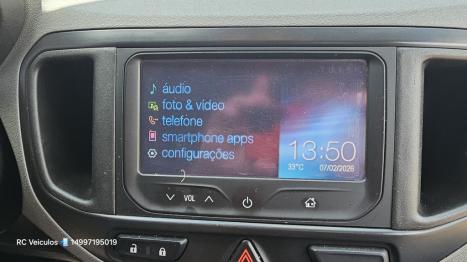 áudio
foto & vídeo
telefone
smartphone apps
configurações
13:50
33°C 07/02/2026
VOL
RC Veiculos 14997195019